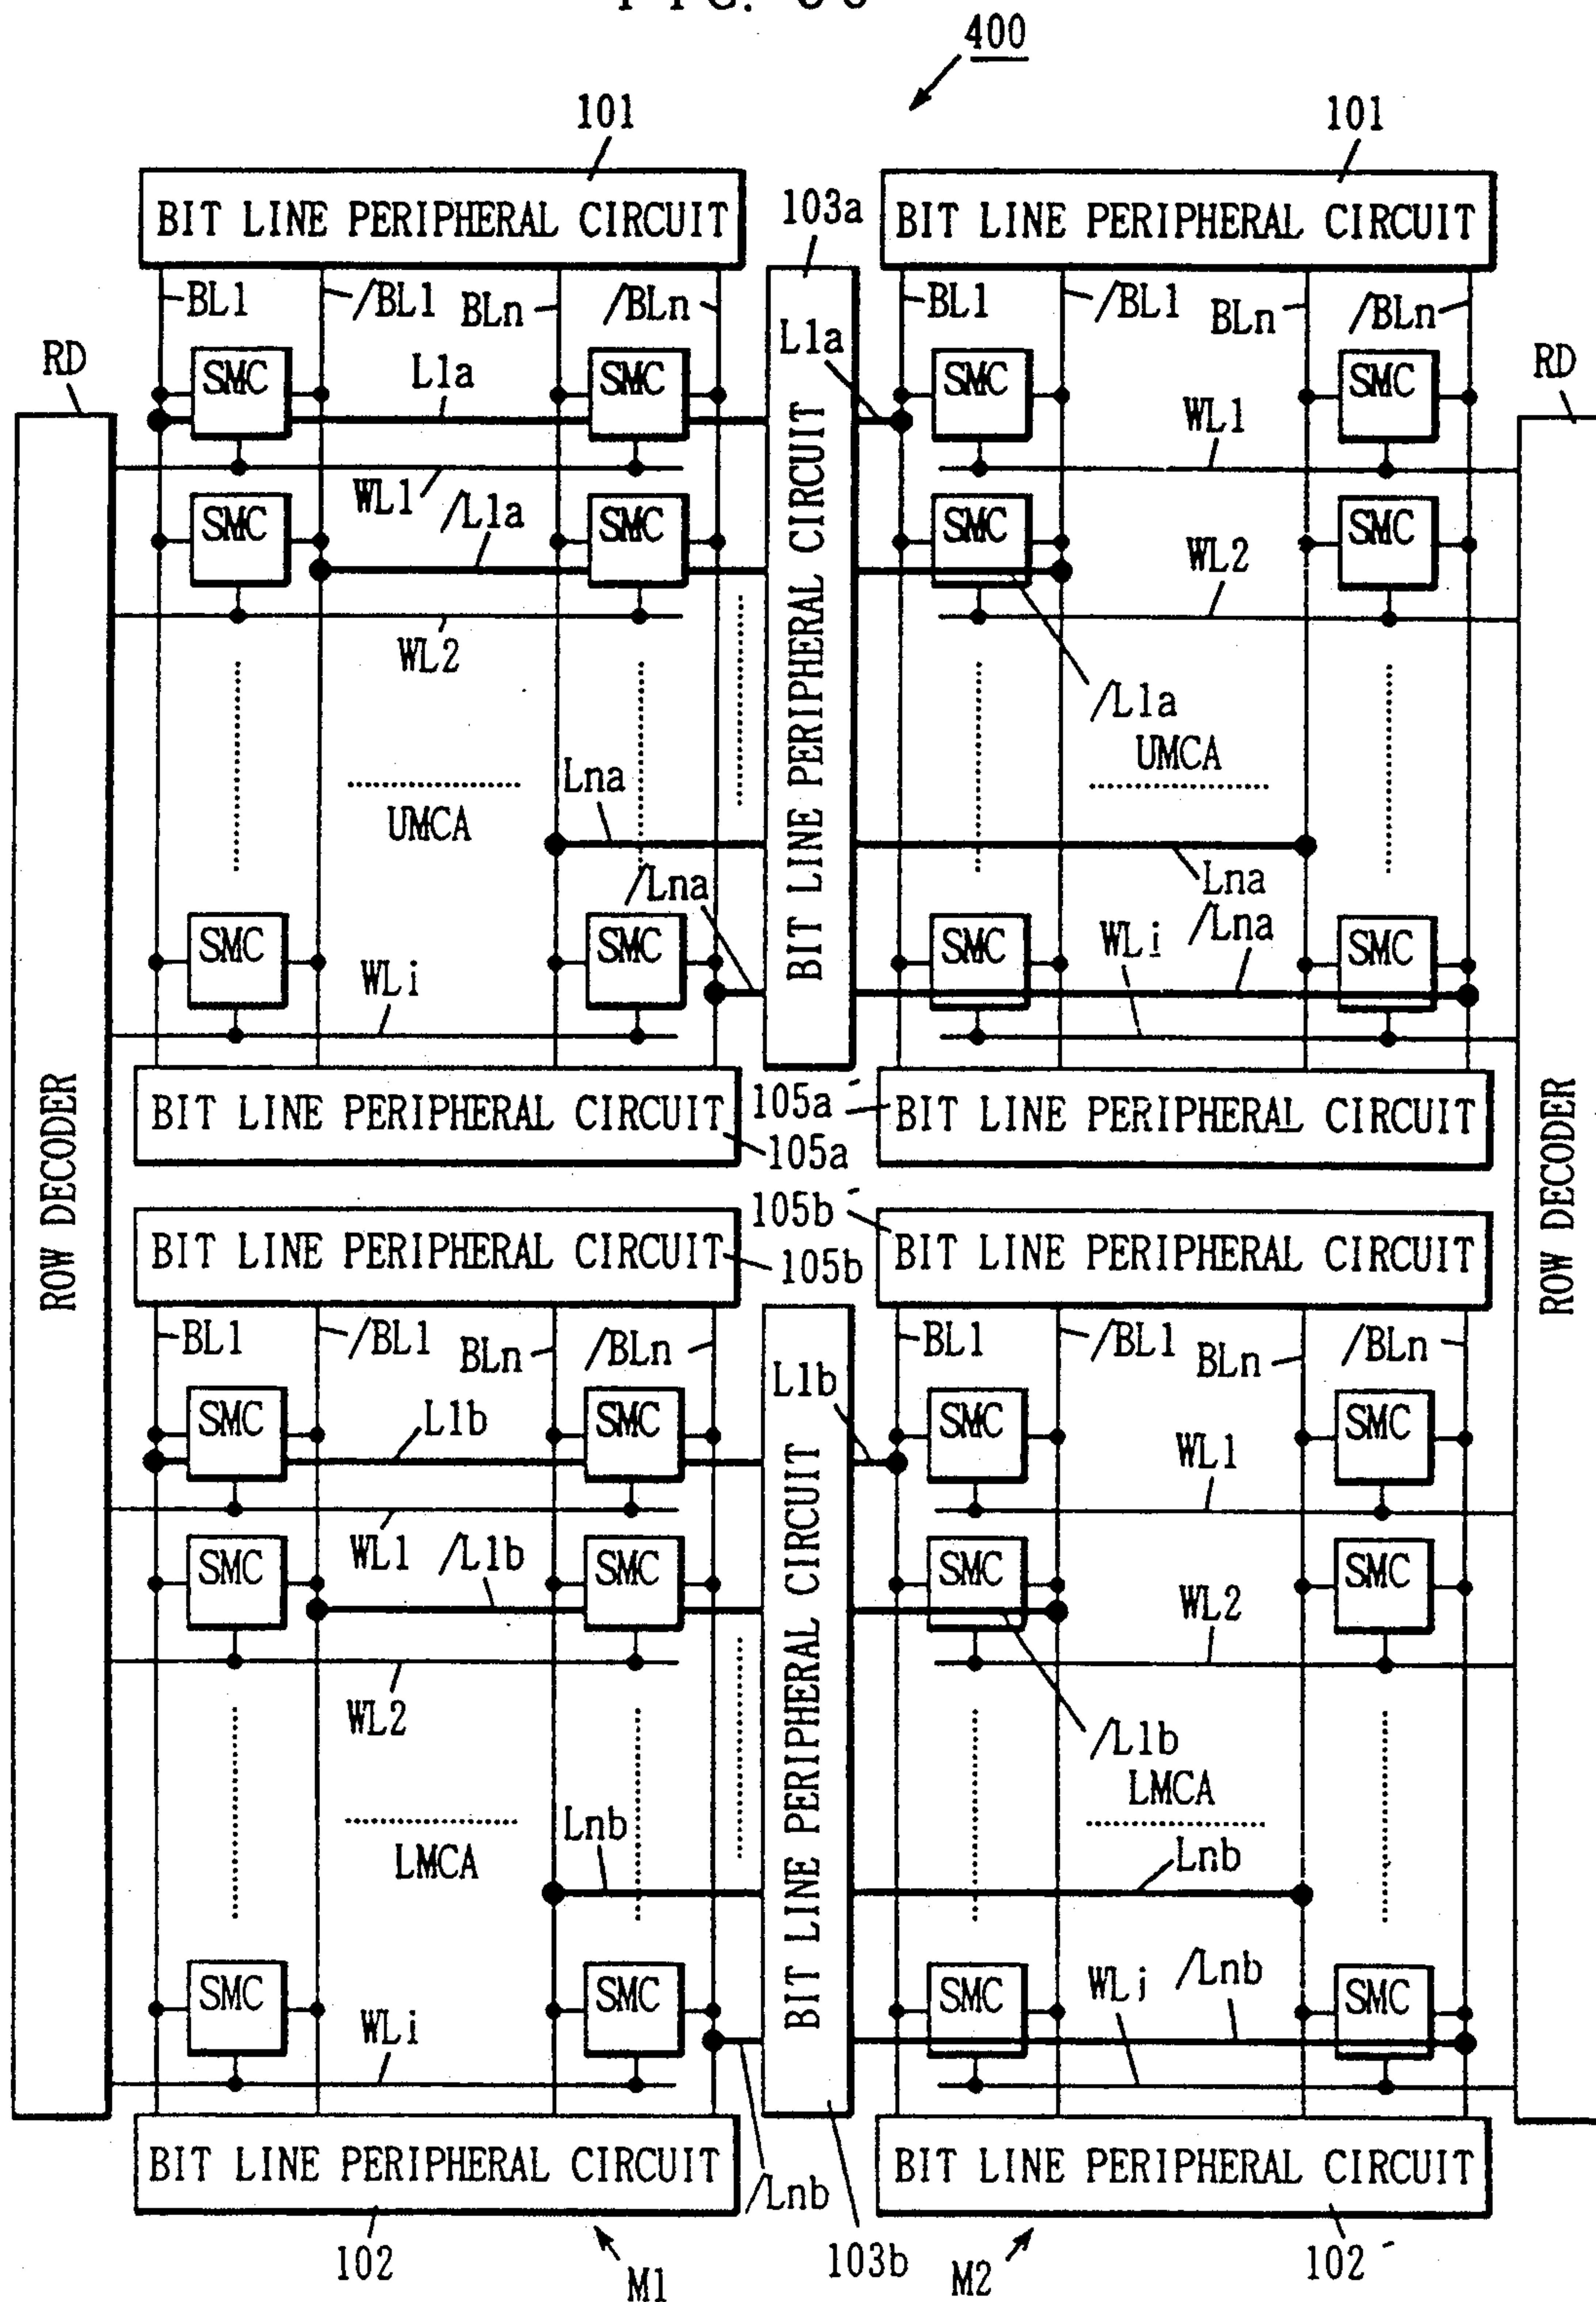 FIG.
400
101 101
BIT LINE PERIPHERAL CIRCUIT
BIT LINE PERIPHERAL CIRCUIT
103a
BL1 /BL1 BLn /BLn
BL1 /BL1 BLn /BLn
RD RD
L1a L1a
SMC SMC SMC SMC
WL1 WL1
/L1a
SMC SMC SMC SMC
WL2 WL2
BIT LINE PERIPHERAL CIRCUIT
/L1a
UMCA UMCA
Lna Lna
/Lna /Lna
SMC SMC SMC SMC
WLi WLi
BIT LINE PERIPHERAL CIRCUIT
BIT LINE PERIPHERAL CIRCUIT
105a 105a
ROW DECODER
ROW DECODER
105b 105b
BIT LINE PERIPHERAL CIRCUIT
BIT LINE PERIPHERAL CIRCUIT
BL1 /BL1 BLn /BLn
BL1 /BL1 BLn /BLn
L1b L1b
SMC SMC SMC SMC
WL1 WL1
/L1b
SMC SMC SMC SMC
WL2 WL2
BIT LINE PERIPHERAL CIRCUIT
/L1b
LMCA LMCA
Lnb Lnb
SMC SMC SMC SMC
WLi WLi /Lnb
BIT LINE PERIPHERAL CIRCUIT
BIT LINE PERIPHERAL CIRCUIT
/Lnb
102 M1 103b M2 102